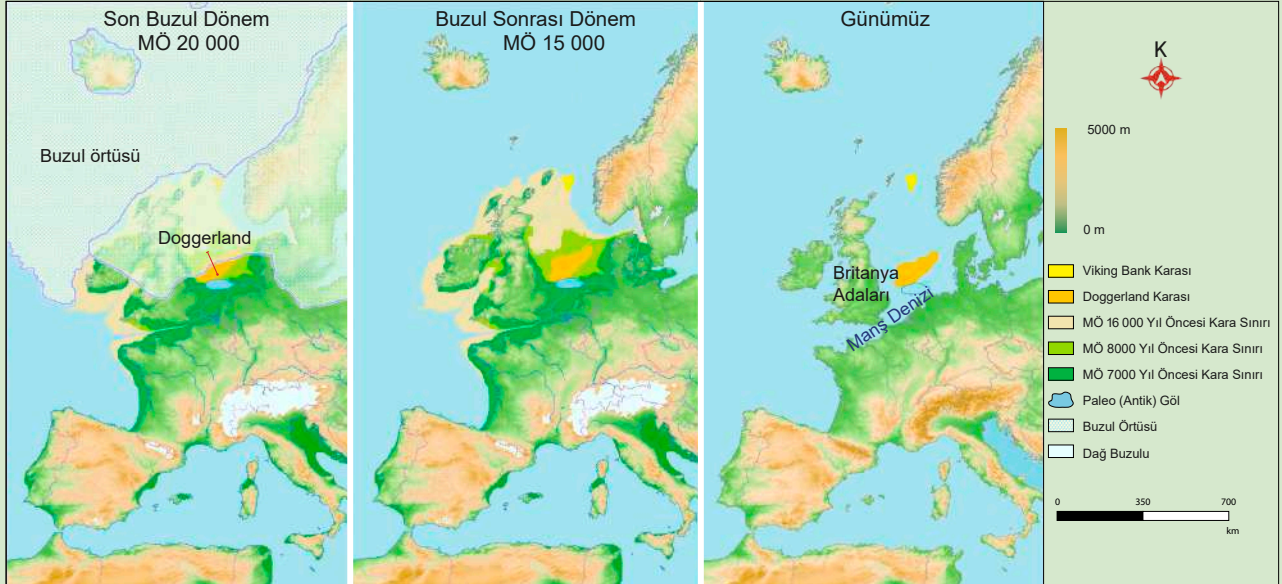 Son Buzul Dönem
MÖ 20 000
Buzul örtüsü
Doggerland
Buzul Sonrası Dönem
MÖ 15 000
Günümüz
Britanya
Adaları
Manş Denizi
K
5000 m
0 m
Viking Bank Karası
Doggerland Karası
MÖ 16 000 Yıl Öncesi Kara Sınırı
MÖ 8000 Yıl Öncesi Kara Sınırı
MÖ 7000 Yıl Öncesi Kara Sınırı
Paleo (Antik) Göl
Buzul Örtüsü
Dağ Buzulu
0 350 700
km